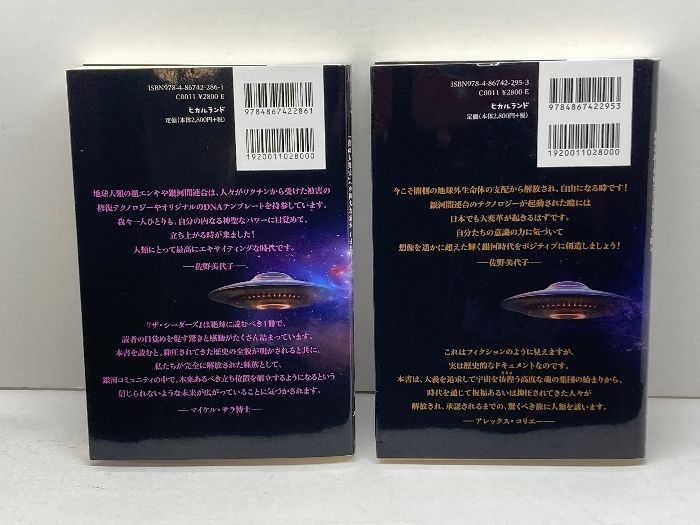 ISBN978-4-86742-286-1
C0011 ¥2800 E
ヒカルランド
定価(本体2,800円+税)
9784867422861
1920011028000
地球人類の祖エンキや銀河間連合は、人々がワクチンから受けた被害の
修復テクノロジーやオリジナルのDNAテンプレートを持参しています。
我々一人ひとりも、自分の内なる神聖なパワーに目覚めて、
立ち上がる時が来ました!
人類にとって最高にエキサイティングな時代です。
―佐野美代子―
『ザ・シーダーズ』は絶対に読むべき1冊で、
読者の目覚めを促す驚きと感動がたくさん詰まっています。
本書を読むと、抑圧されてきた歴史の全貌が明かされると共に、
私たちが完全に解放された種族として、
銀河コミュニティの中で、本来あるべき立ち位置を確立するようになるという
信じられないような未来が広がっていることに気づかされます。
―マイケル・サラ博士―
ISBN978-4-86742-295-3
C0011 ¥2800 E
ヒカルランド
定価(本体2,800円+税)
9784867422953
1920011028000
今こそ闇側の地球外生命体の支配から解放され、自由になる時です!
銀河間連合のテクノロジーが起動された暁には
日本でも大変革が起きるはずです。
自分たちの意識の力に気づいて
想像を遥かに超えた輝く銀河時代をポジティブに創造しましょう!
―佐野美代子―
これはフィクションのように見えますが、
実は歴史的なドキュメントなのです。
本書は、大義を追求して宇宙を彷徨う高度な魂の集団の始まりから、
時代を通じて祝福あるいは抑圧されてきた人々が
解放され、承認されるまでの、驚くべき旅に人類を誘います。
―アレックス・コリエー―